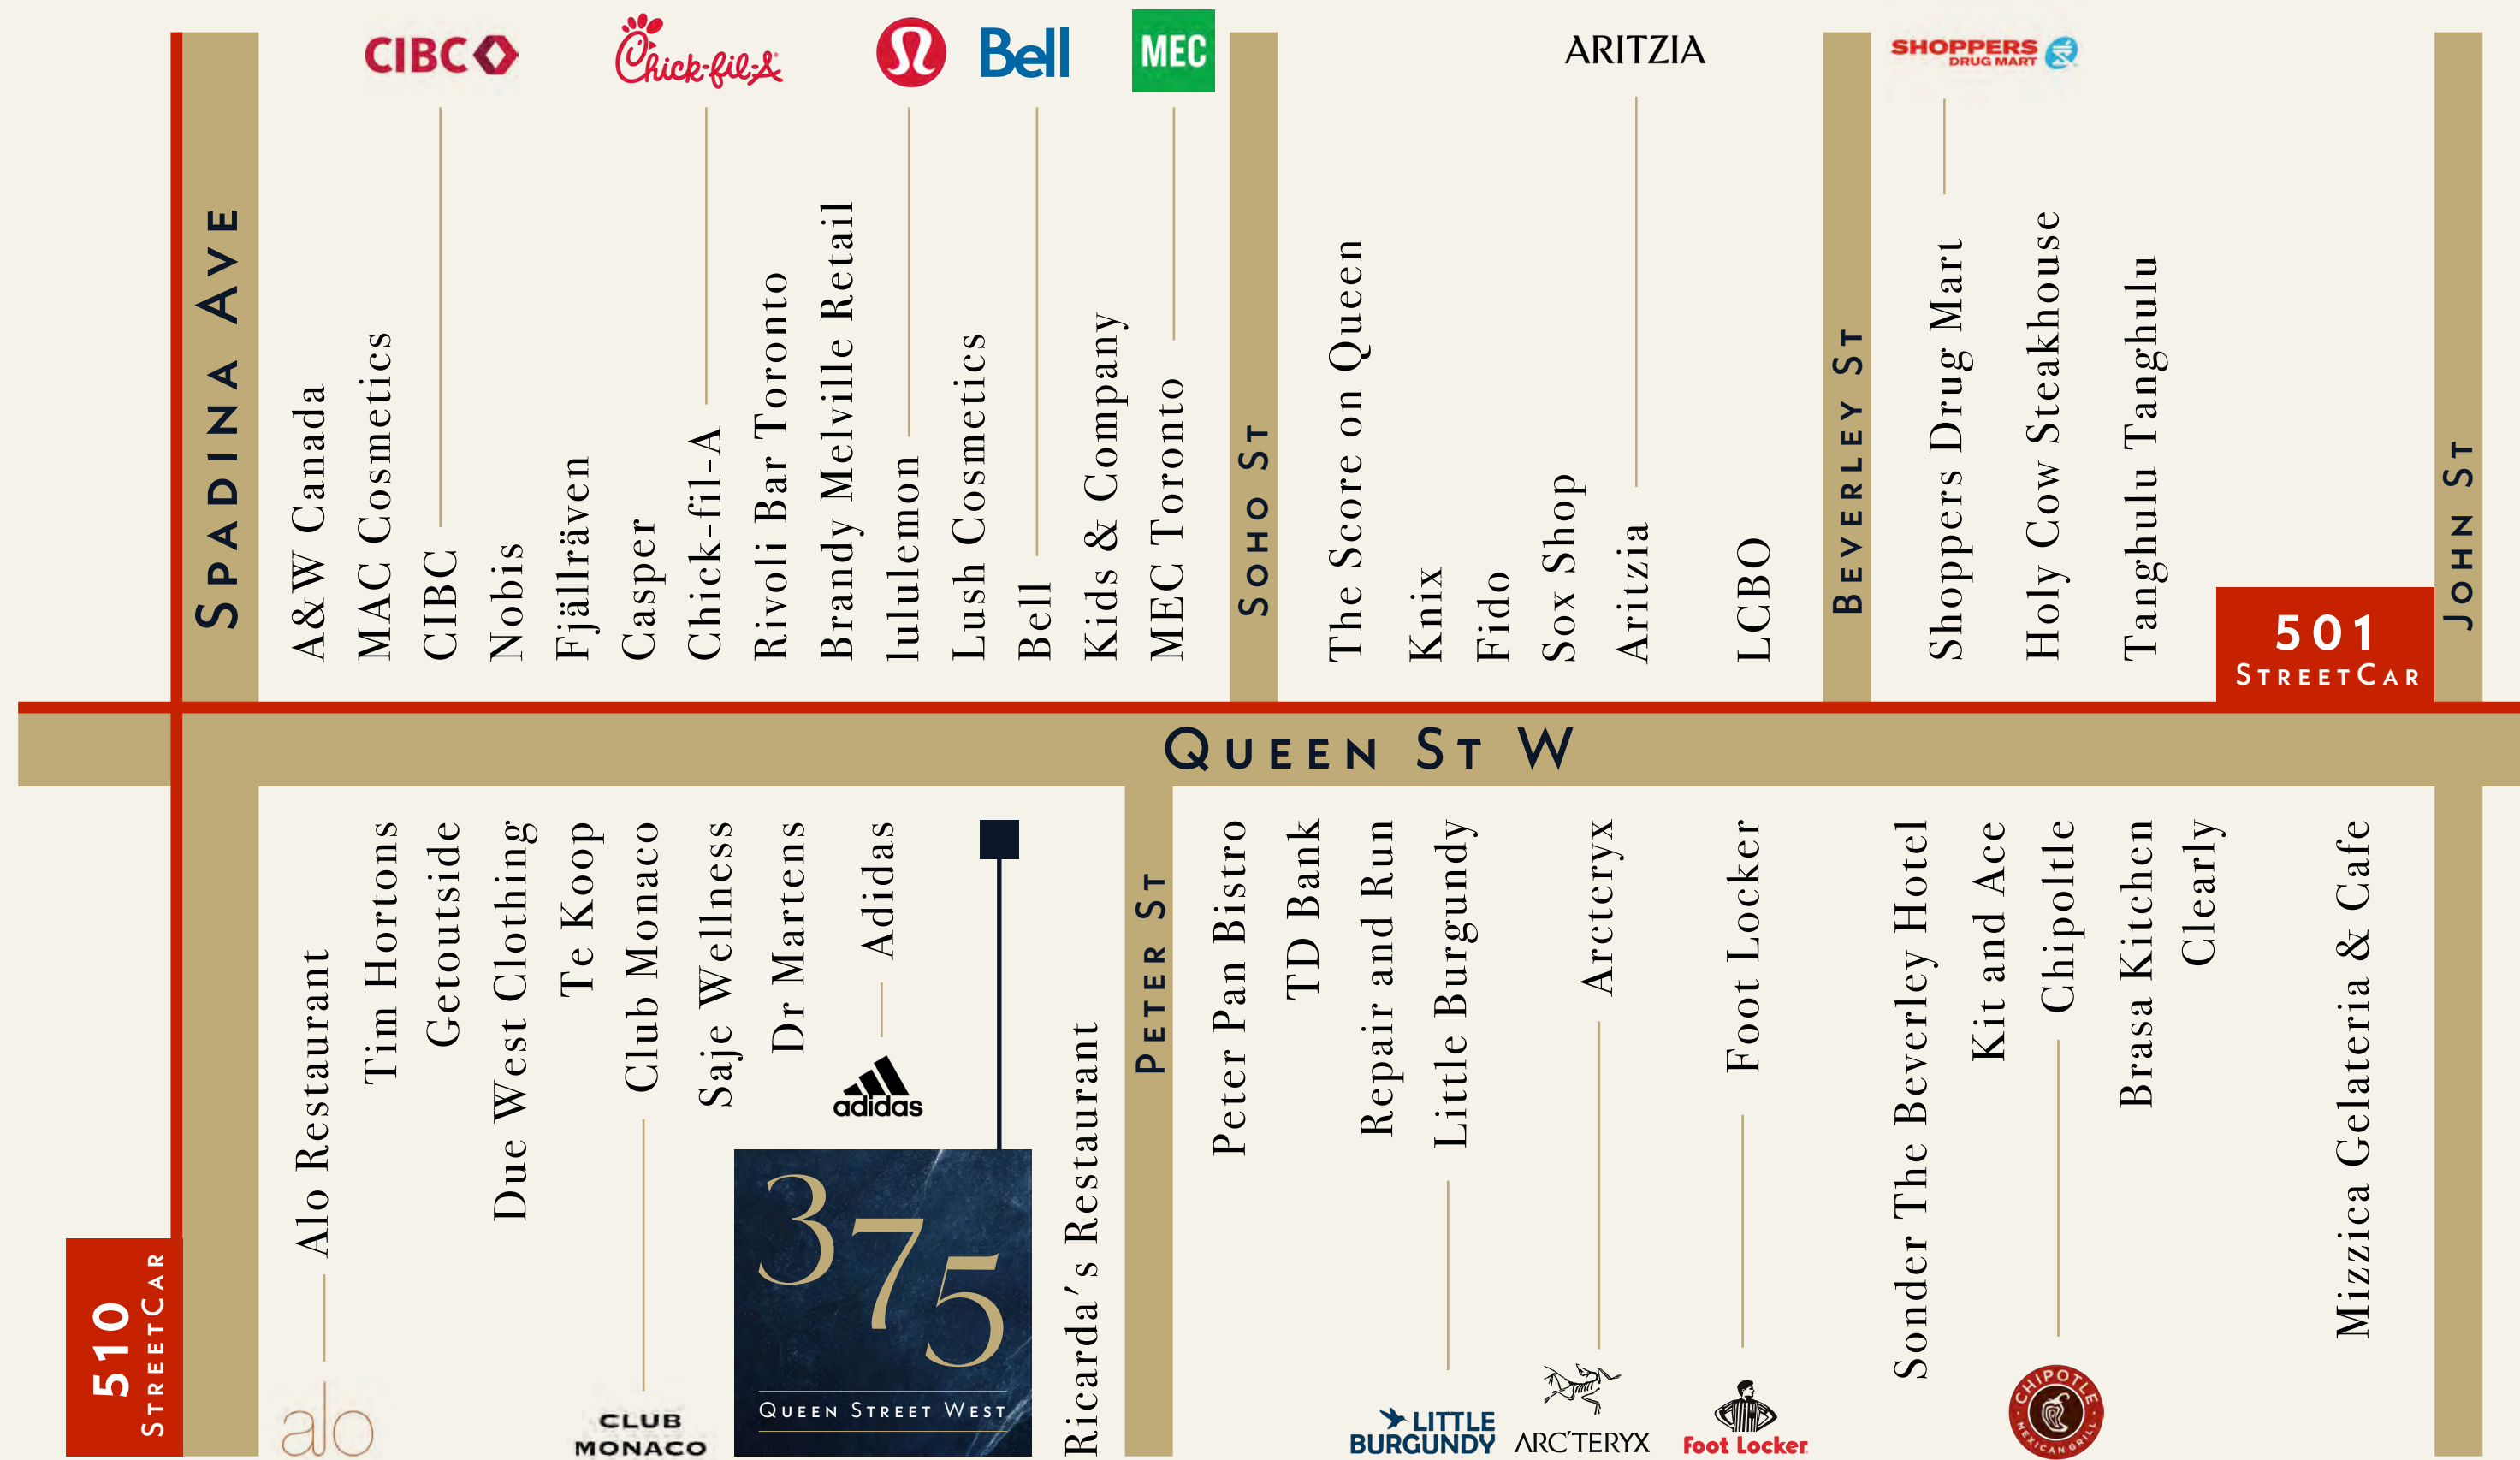 CIBC
Chick-fil-A
Bell
MEC
ARITZIA
SHOPPERS
DRUG MART
SPADINA AVE
A&W Canada
MAC Cosmetics
CIBC
Nobis
Fjällräven
Casper
Chick-fil-A
Rivoli Bar Toronto
Brandy Melville Retail
lululemon
Lush Cosmetics
Bell
Kids & Company
MEC Toronto
SOHO ST
The Score on Queen
Knix
Fido
Sox Shop
Aritzia
LCBO
BEVERLEY ST
Shoppers Drug Mart
Holy Cow Steakhouse
Tanghulu Tanghulu
501
STREETCAR
JOHN ST
QUEEN ST W
510
STREETCAR
Alo Restaurant
Tim Hortons
Getoutside
Due West Clothing
Te Koop
Club Monaco
Saje Wellness
Dr Martens
Adidas
adidas
375
QUEEN STREET WEST
Ricarda's Restaurant
PETER ST
Peter Pan Bistro
TD Bank
Repair and Run
Little Burgundy
Arcteryx
Foot Locker
Sonder The Beverley Hotel
Kit and Ace
Chipoltle
Brasa Kitchen
Clearly
Mizzica Gelateria & Cafe
alo
CLUB
MONACO
LITTLE
BURGUNDY
ARC'TERYX
Foot Locker
CHIPOTLE
MEXICAN GRILL